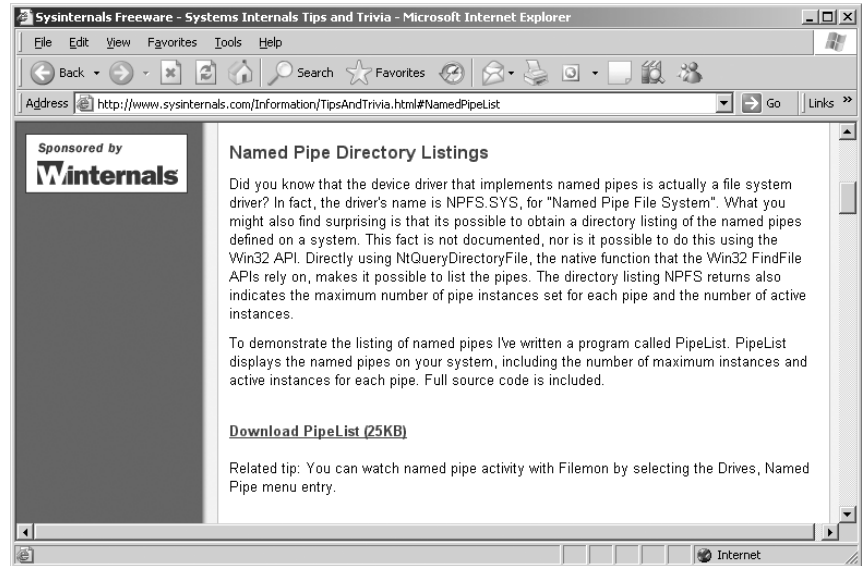 Sysinternals Freeware - Systems Internals Tips and Trivia - Microsoft Internet Explorer
File Edit View Favorites Tools Help
Back Search Favorites
Address http://www.sysinternals.com/Information/TipsAndTrivia.html#NamedPipeList Go Links »
Sponsored by
Winternals
Named Pipe Directory Listings
Did you know that the device driver that implements named pipes is actually a file system
driver? In fact, the driver's name is NPFS.SYS, for "Named Pipe File System". What you
might also find surprising is that its possible to obtain a directory listing of the named pipes
defined on a system. This fact is not documented, nor is it possible to do this using the
Win32 API. Directly using NtQueryDirectoryFile, the native function that the Win32 FindFile
APIs rely on, makes it possible to list the pipes. The directory listing NPFS returns also
indicates the maximum number of pipe instances set for each pipe and the number of active
instances.
To demonstrate the listing of named pipes I've written a program called PipeList. PipeList
displays the named pipes on your system, including the number of maximum instances and
active instances for each pipe. Full source code is included.
Download PipeList (25KB)
Related tip: You can watch named pipe activity with Filemon by selecting the Drives, Named
Pipe menu entry.
Internet